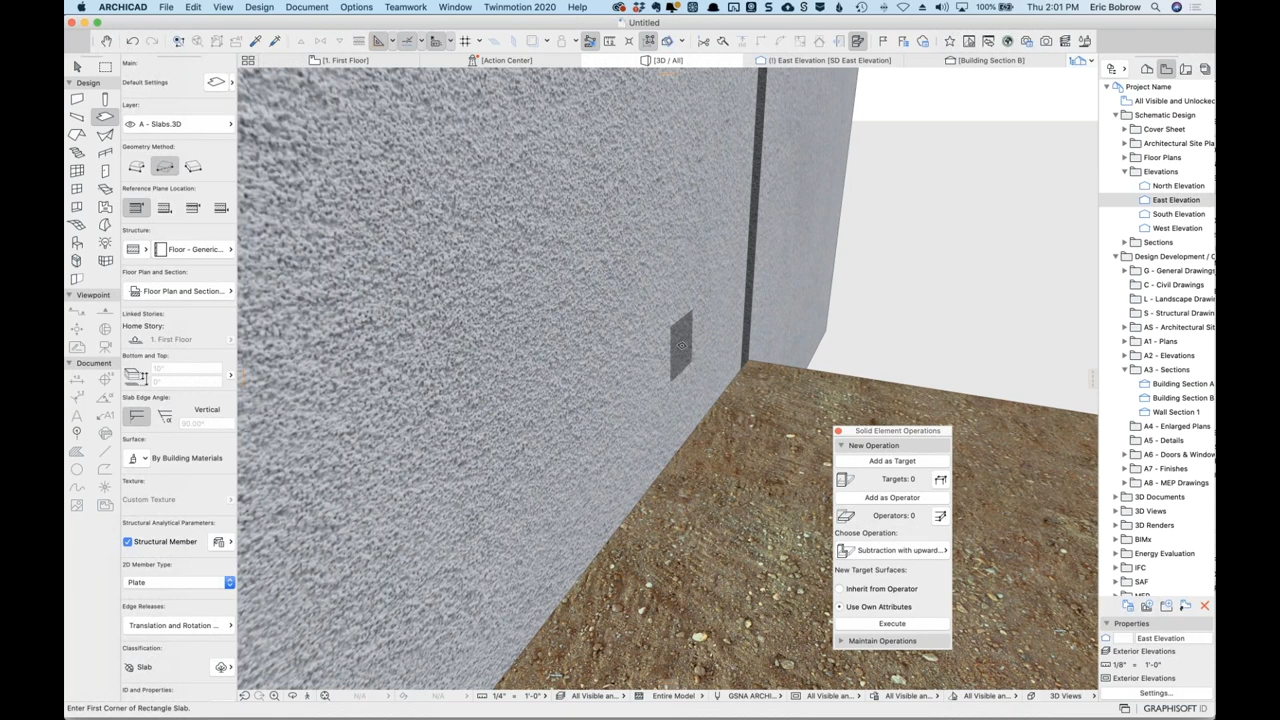 ARCHICAD File Edit View Design Document Options Teamwork Window Twinmotion 2020 Help 100% Thu 2:01 PM Eric Bobrow
Untitled
[1. First Floor] [Action Center] [3D / All] (!) East Elevation [SD East Elevation] [Building Section B]
Design
Viewpoint
Document
Main:
Default Settings
Layer:
A - Slabs.3D
Geometry Method:
Reference Plane Location:
Structure:
Floor - Generic...
Floor Plan and Section:
Floor Plan and Section...
Linked Stories:
Home Story:
1. First Floor
Bottom and Top:
10"
0"
Slab Edge Angle:
Vertical
90.00°
Surface:
By Building Materials
Texture:
Custom Texture
Structural Analytical Parameters:
Structural Member
2D Member Type:
Plate
Edge Releases:
Translation and Rotation ...
Classification:
Slab
ID and Properties:
Solid Element Operations
New Operation
Add as Target
Targets: 0
Add as Operator
Operators: 0
Choose Operation:
Subtraction with upward...
New Target Surfaces:
Inherit from Operator
Use Own Attributes
Execute
Maintain Operations
Project Name
All Visible and Unlocked
Schematic Design
Cover Sheet
Architectural Site Pla
Floor Plans
Elevations
North Elevation
East Elevation
South Elevation
West Elevation
Sections
Design Development / C
G - General Drawings
C - Civil Drawings
L - Landscape Drawin
S - Structural Drawin
AS - Architectural Sit
A1 - Plans
A2 - Elevations
A3 - Sections
Building Section A
Building Section B
Wall Section 1
A4 - Enlarged Plans
A5 - Details
A6 - Doors & Window
A7 - Finishes
A8 - MEP Drawings
3D Documents
3D Views
3D Renders
BIMx
Energy Evaluation
IFC
SAF
Properties
East Elevation
Exterior Elevations
1/8" = 1'-0"
Exterior Elevations
Settings...
N/A N/A 1/4" = 1'-0" All Visible an... Entire Model GSNA ARCHI... All Visible an... All Visible an... All Visible an... 3D Views
Enter First Corner of Rectangle Slab.
GRAPHISOFT ID